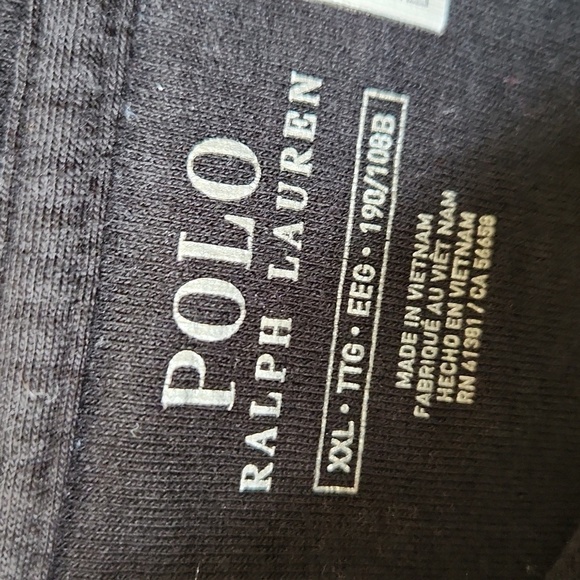 POLO
RALPH LAUREN
XXL • TTG • EEG • 190/108B
MADE IN VIETNAM
FABRIQUÉ AU VIET NAM
HECHO EN VIETNAM
RN 41381 / CA 56658